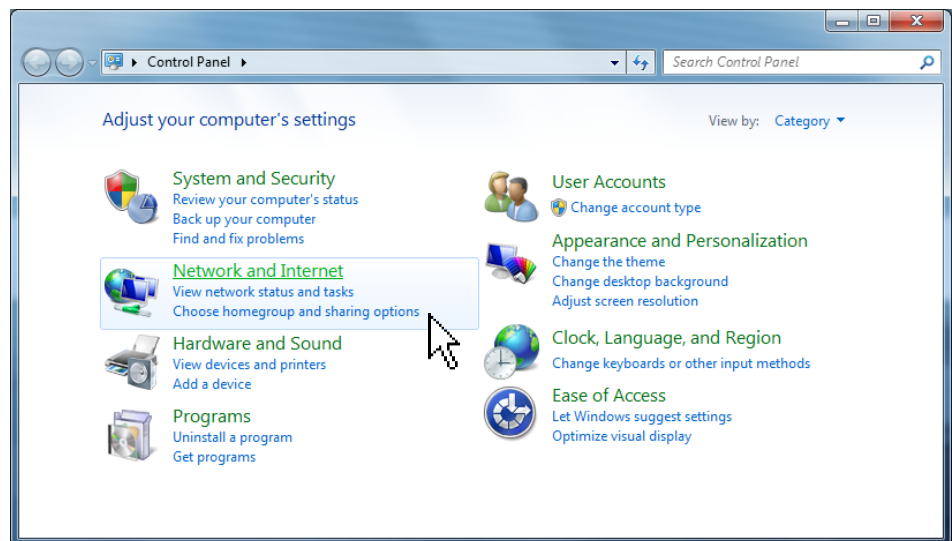 Control Panel
Search Control Panel
Adjust your computer's settings
View by: Category
System and Security
Review your computer's status
Back up your computer
Find and fix problems
Network and Internet
View network status and tasks
Choose homegroup and sharing options
Hardware and Sound
View devices and printers
Add a device
Programs
Uninstall a program
Get programs
User Accounts
Change account type
Appearance and Personalization
Change the theme
Change desktop background
Adjust screen resolution
Clock, Language, and Region
Change keyboards or other input methods
Ease of Access
Let Windows suggest settings
Optimize visual display